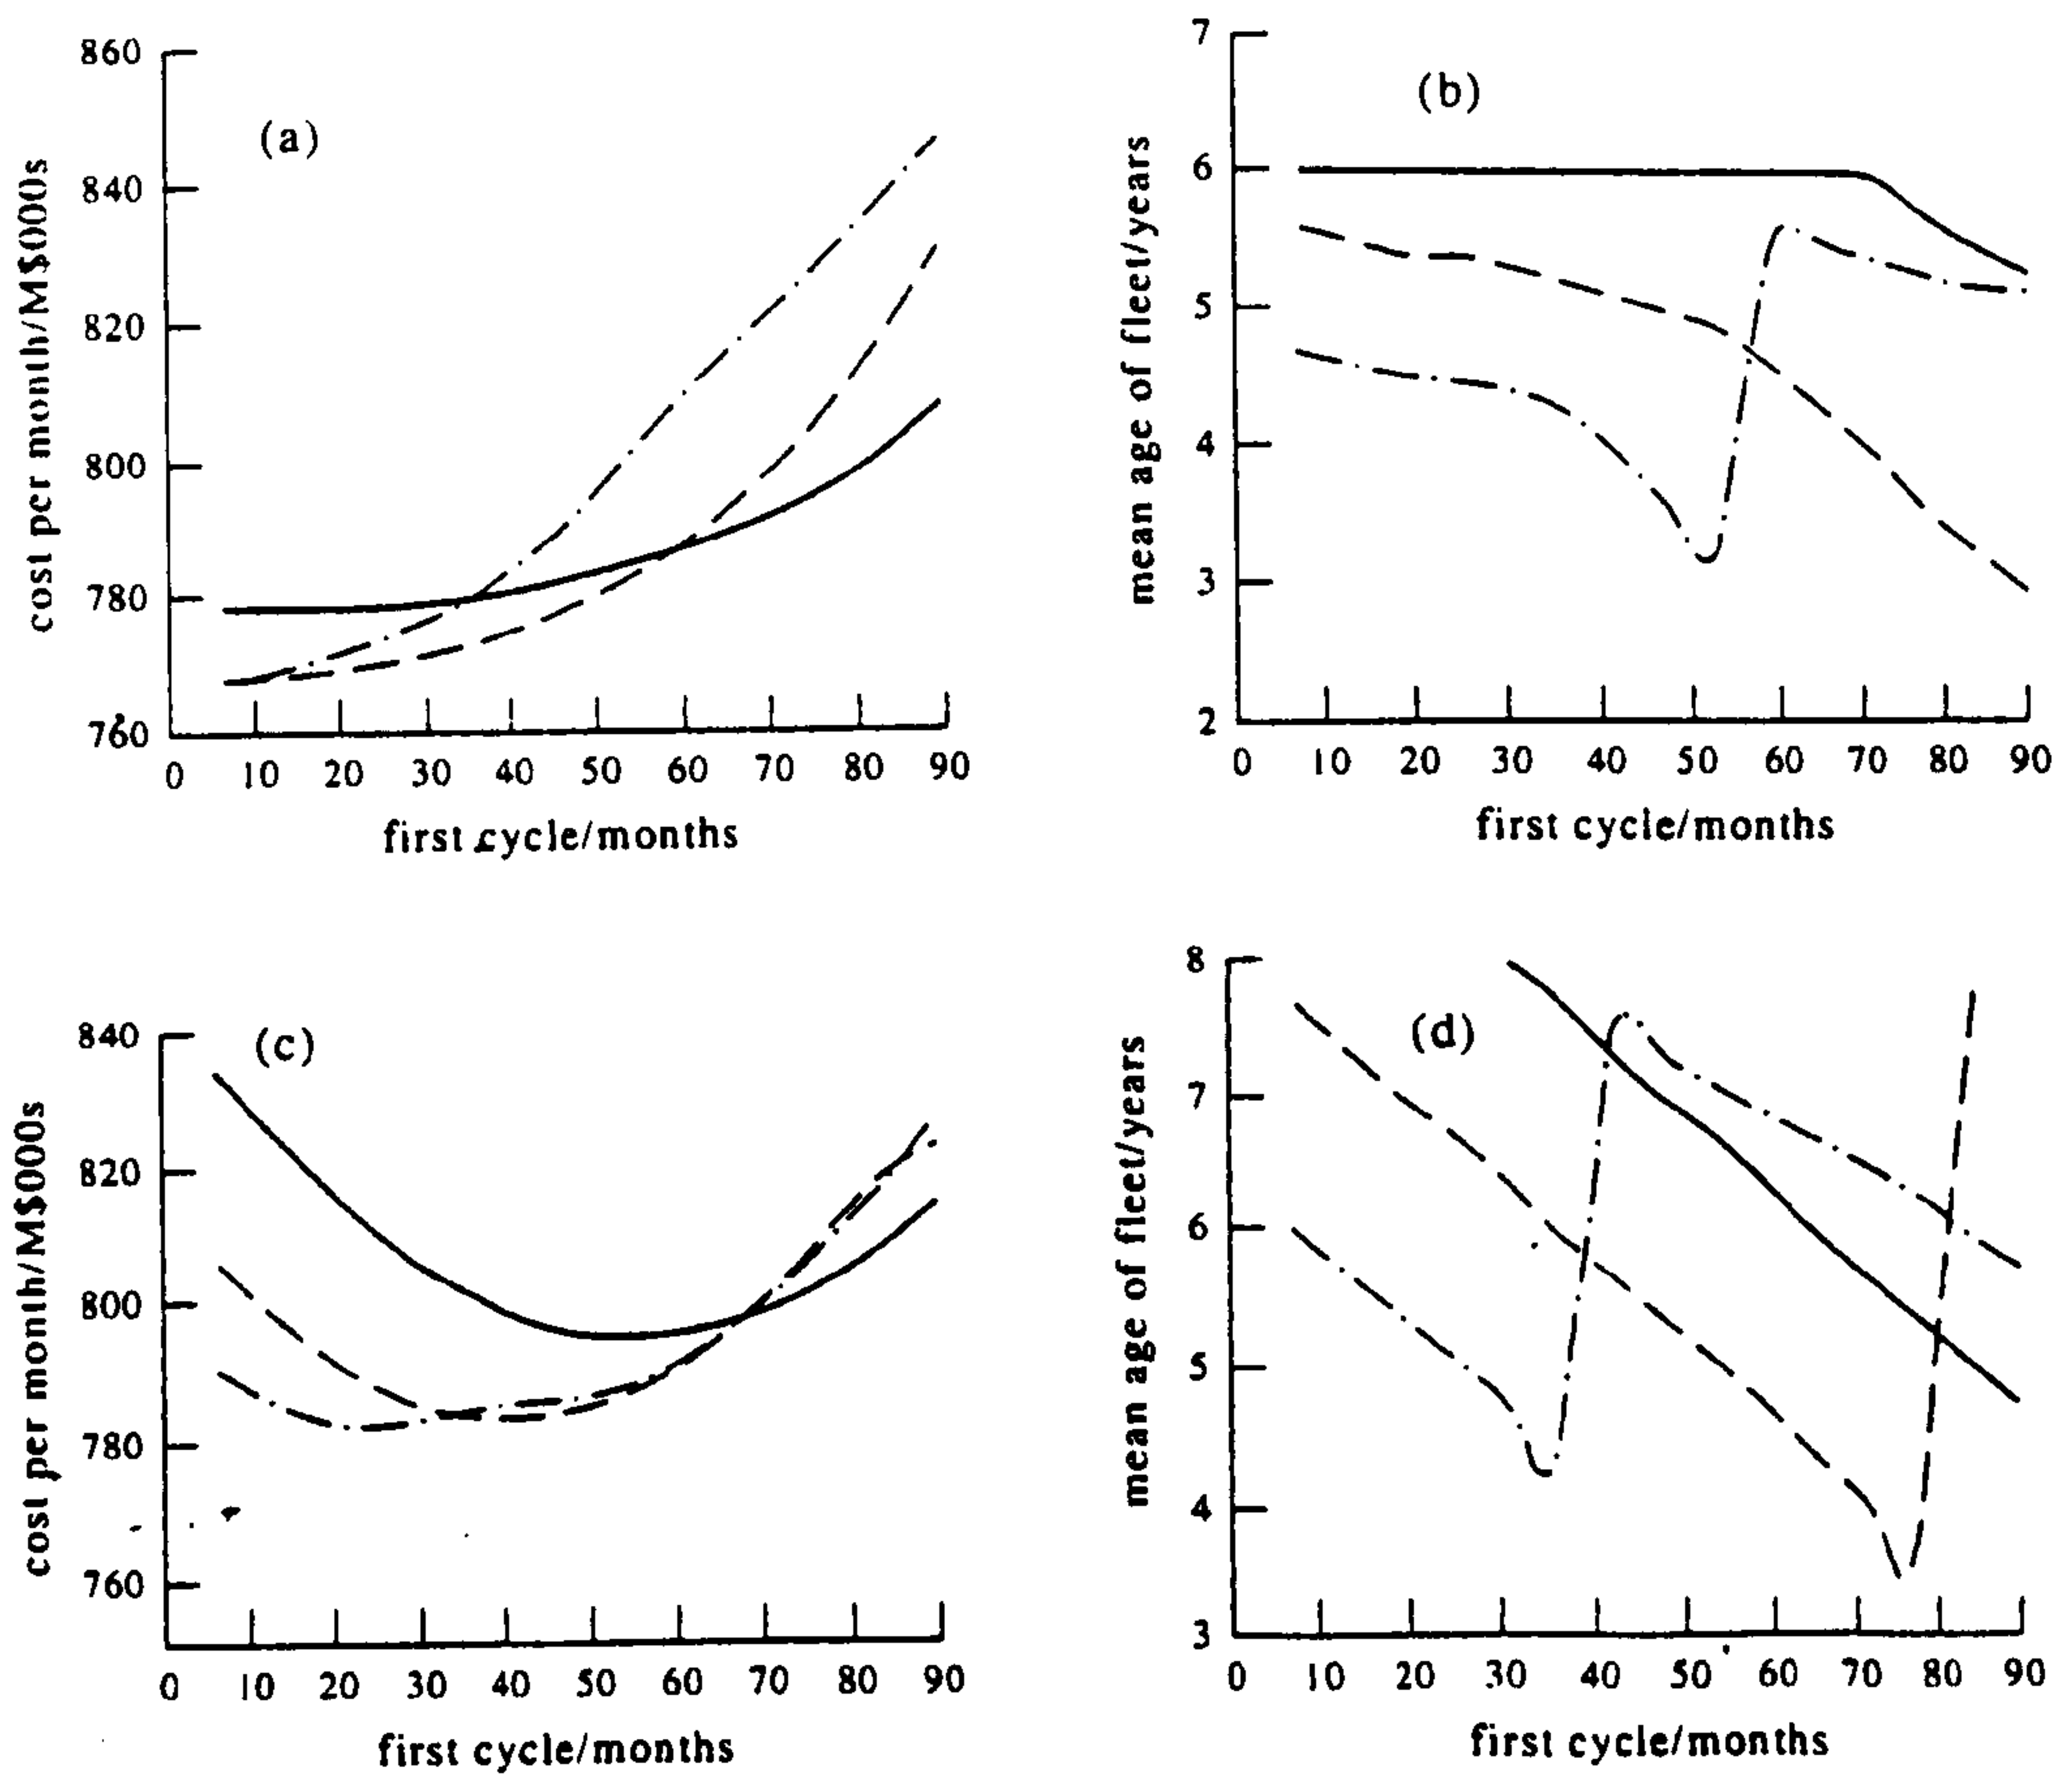 (a)
cost per month/M$000s
860
840
820
800
780
760
0 10 20 30 40 50 60 70 80 90
first cycle/months
(b)
mean age of fleet/years
7
6
5
4
3
2
0 10 20 30 40 50 60 70 80 90
first cycle/months
(c)
cost per month/M$000s
840
820
800
780
760
0 10 20 30 40 50 60 70 80 90
first cycle/months
(d)
mean age of fleet/years
8
7
6
5
4
3
0 10 20 30 40 50 60 70 80 90
first cycle/months